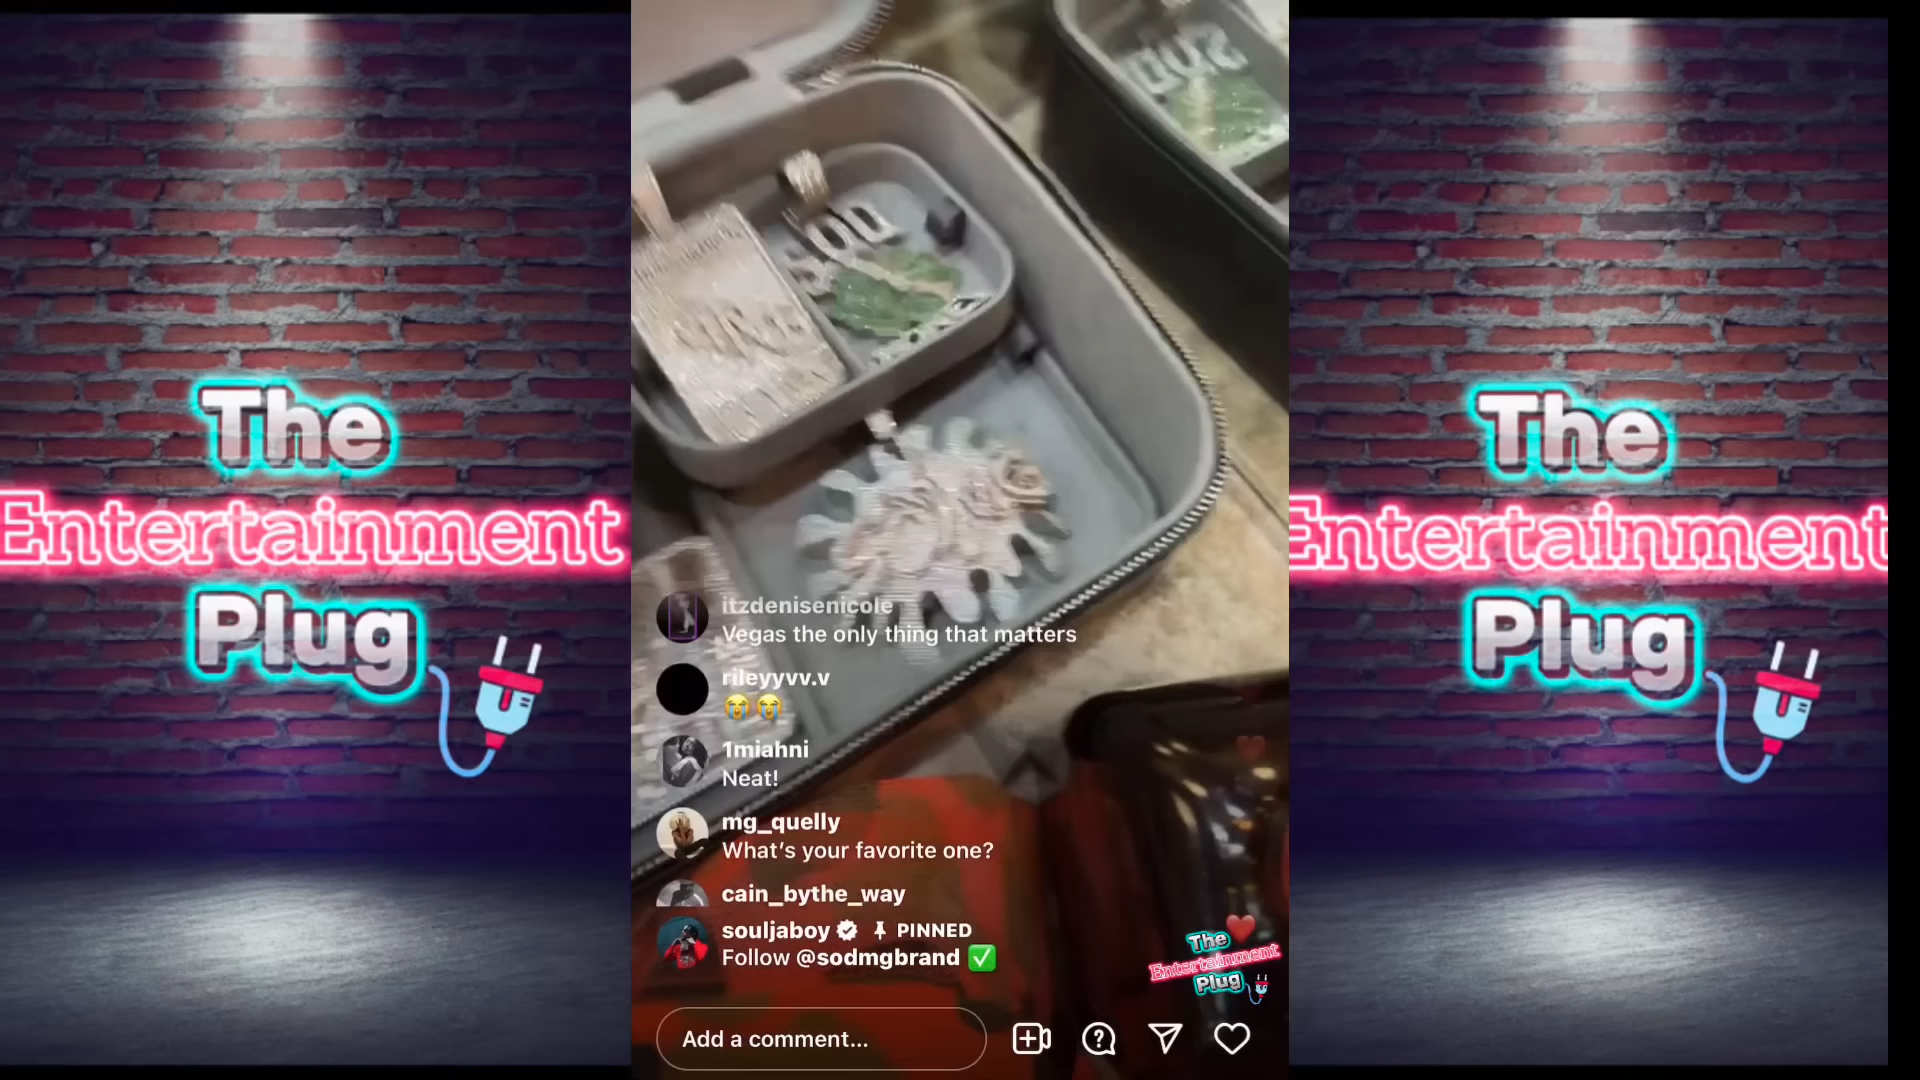 The
Entertainment
Plug
itzdenisenicole
Vegas the only thing that matters
rileyyvv.v
😭😭
1miahni
Neat!
mg_quelly
What's your favorite one?
cain_bythe_way
souljaboy PINNED
Follow @sodmgbrand ✅
Add a comment...
The
Entertainment
Plug
The
Entertainment
Plug